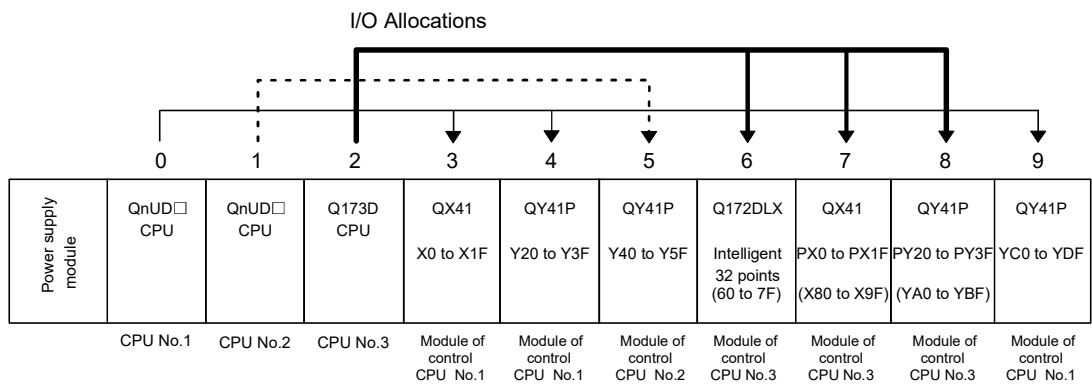 I/O Allocations
0 1 2 3 4 5 6 7 8 9
Power supply
module
QnUD□
CPU
QnUD□
CPU
Q173D
CPU
QX41
X0 to X1F
QY41P
Y20 to Y3F
QY41P
Y40 to Y5F
Q172DLX
Intelligent
32 points
(60 to 7F)
QX41
PX0 to PX1F
(X80 to X9F)
QY41P
PY20 to PY3F
(YA0 to YBF)
QY41P
YC0 to YDF
CPU No.1
CPU No.2
CPU No.3
Module of
control
CPU No.1
Module of
control
CPU No.1
Module of
control
CPU No.2
Module of
control
CPU No.3
Module of
control
CPU No.3
Module of
control
CPU No.3
Module of
control
CPU No.1